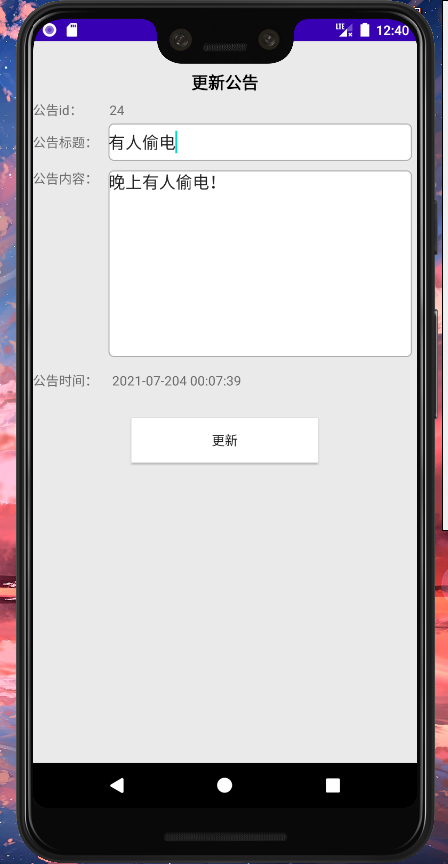 LTE 12:40
更新公告
公告id： 24
公告标题： 有人偷电
公告内容： 晚上有人偷电！
公告时间： 2021-07-204 00:07:39
更新